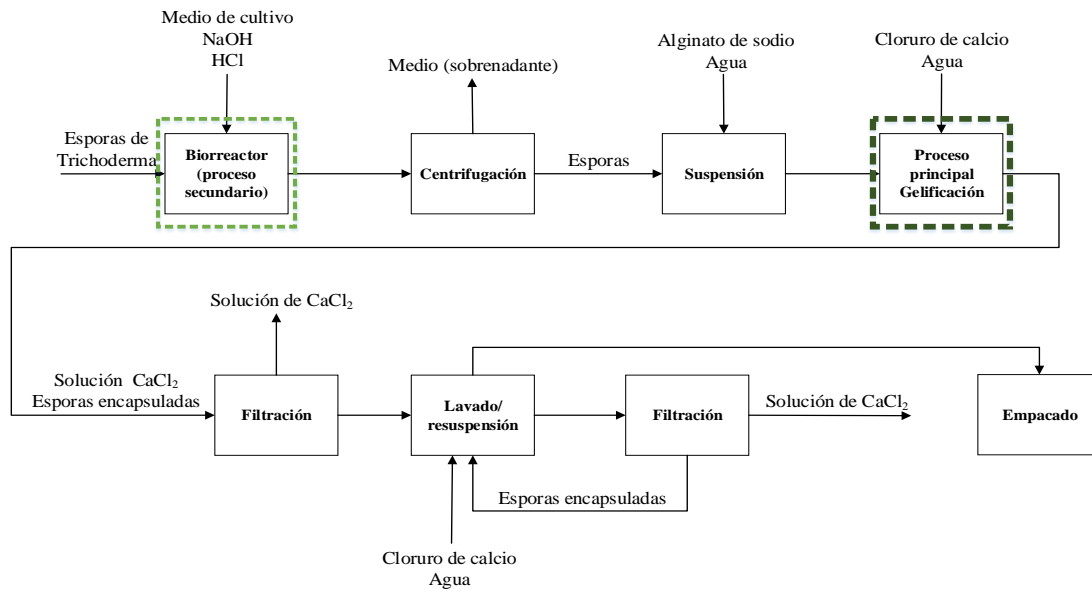 Medio de cultivo
NaOH
HCl
Medio (sobrenadante)
Alginato de sodio
Agua
Cloruro de calcio
Agua
Esporas de
Trichoderma
Biorreactor
(proceso
secundario)
Centrifugación
Esporas
Suspensión
Proceso
principal
Gelificación
Solución de CaCl₂
Solución CaCl₂
Esporas encapsuladas
Filtración
Lavado/
resuspensión
Filtración
Solución de CaCl₂
Empacado
Esporas encapsuladas
Cloruro de calcio
Agua